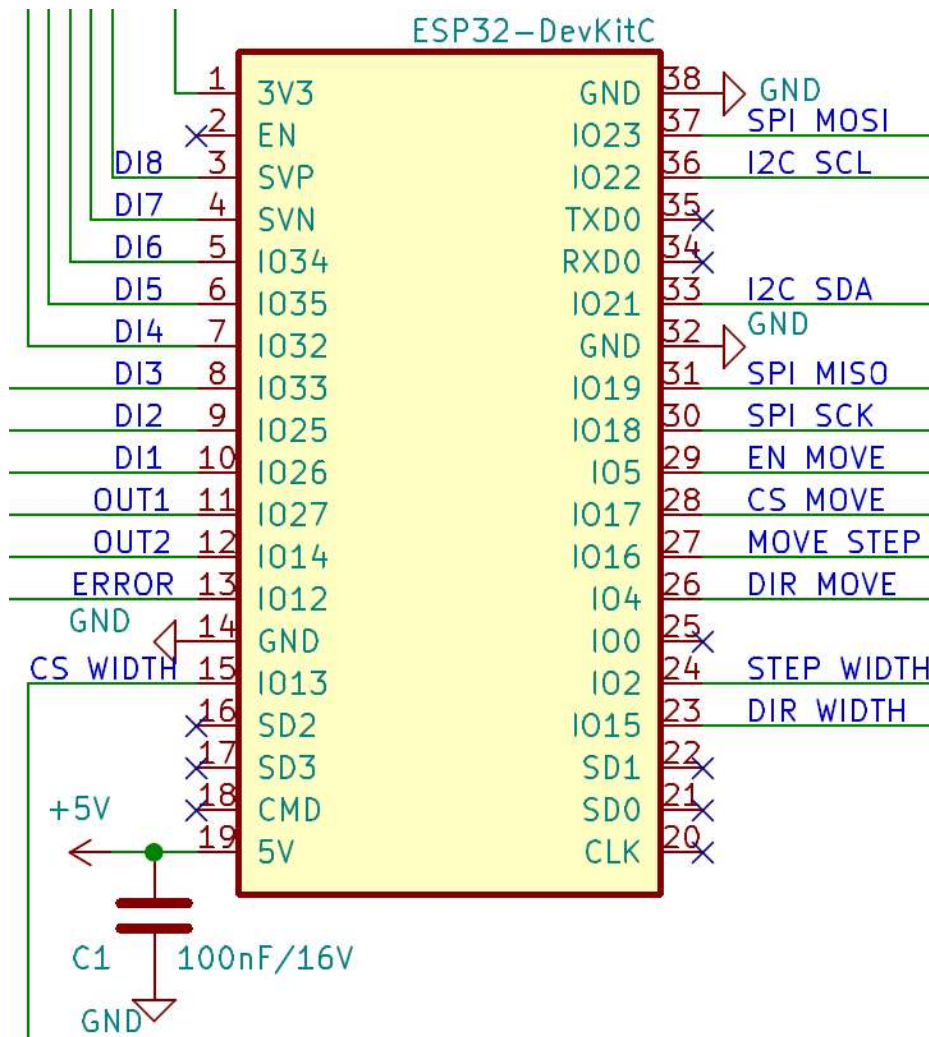 ESP32-DevKitC
1 3V3 GND 38 GND
2 EN IO23 37 SPI MOSI
DI8 3 SVP IO22 36 I2C SCL
DI7 4 SVN TXD0 35
DI6 5 IO34 RXD0 34
DI5 6 IO35 IO21 33 I2C SDA
DI4 7 IO32 GND 32 GND
DI3 8 IO33 IO19 31 SPI MISO
DI2 9 IO25 IO18 30 SPI SCK
DI1 10 IO26 IO5 29 EN MOVE
OUT1 11 IO27 IO17 28 CS MOVE
OUT2 12 IO14 IO16 27 MOVE STEP
ERROR 13 IO12 IO4 26 DIR MOVE
GND 14 GND IO0 25
CS WIDTH 15 IO13 IO2 24 STEP WIDTH
16 SD2 IO15 23 DIR WIDTH
17 SD3 SD1 22
18 CMD SD0 21
+5V 19 5V CLK 20
C1 100nF/16V
GND